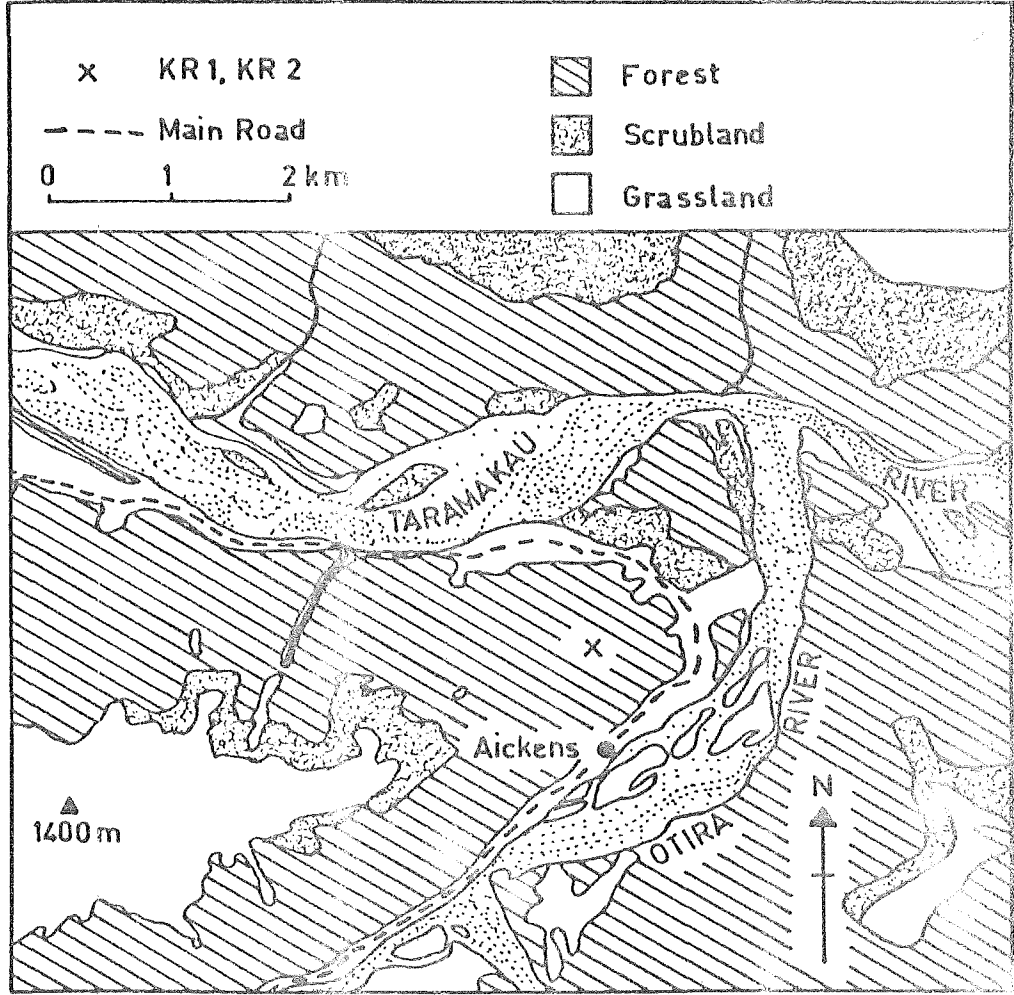 x KR 1, KR 2
Main Road
0 1 2 km
Forest
Scrubland
Grassland
TARAMAKAU
RIVER
RIVER
Aickens
N
1400 m
OTIRA